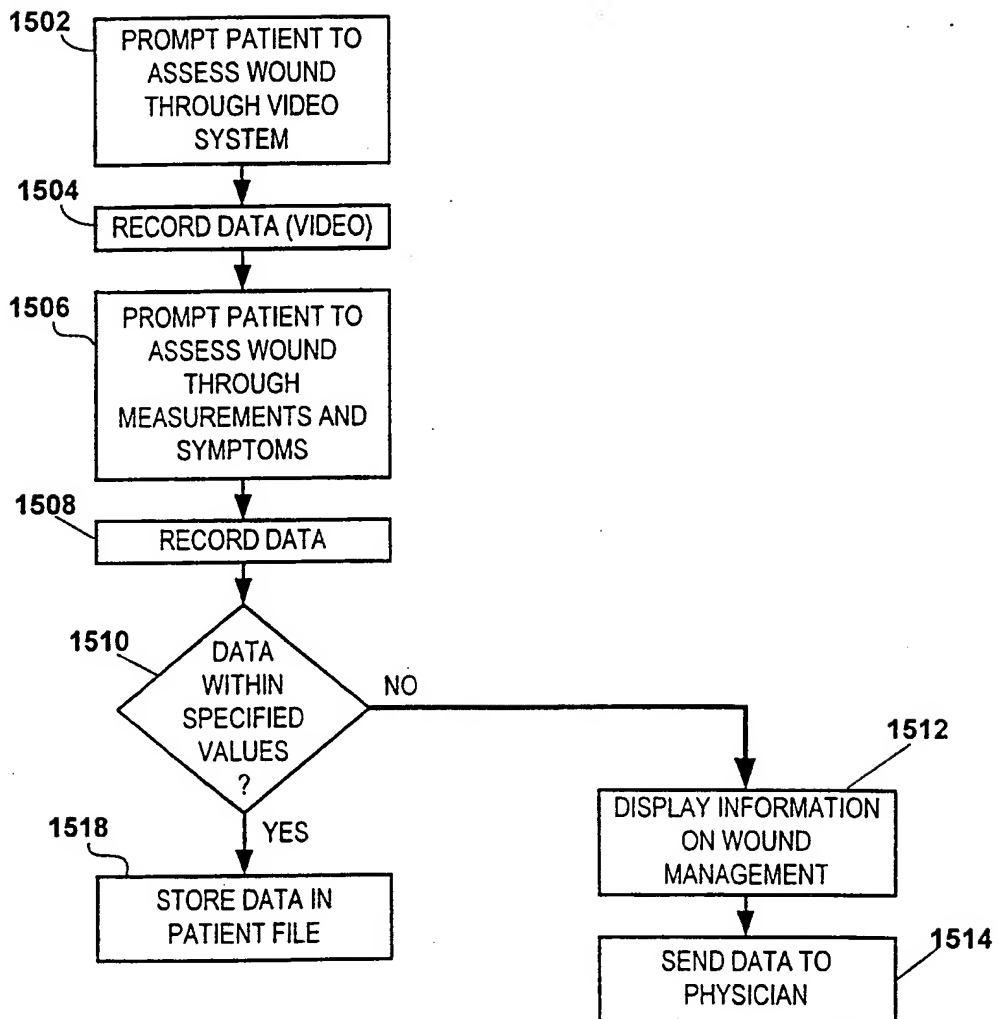 1502
PROMPT PATIENT TO
ASSESS WOUND
THROUGH VIDEO
SYSTEM
1504
RECORD DATA (VIDEO)
1506
PROMPT PATIENT TO
ASSESS WOUND
THROUGH
MEASUREMENTS AND
SYMPTOMS
1508
RECORD DATA
1510
DATA
WITHIN
SPECIFIED
VALUES
?
NO
YES
1512
DISPLAY INFORMATION
ON WOUND
MANAGEMENT
1514
SEND DATA TO
PHYSICIAN
1518
STORE DATA IN
PATIENT FILE